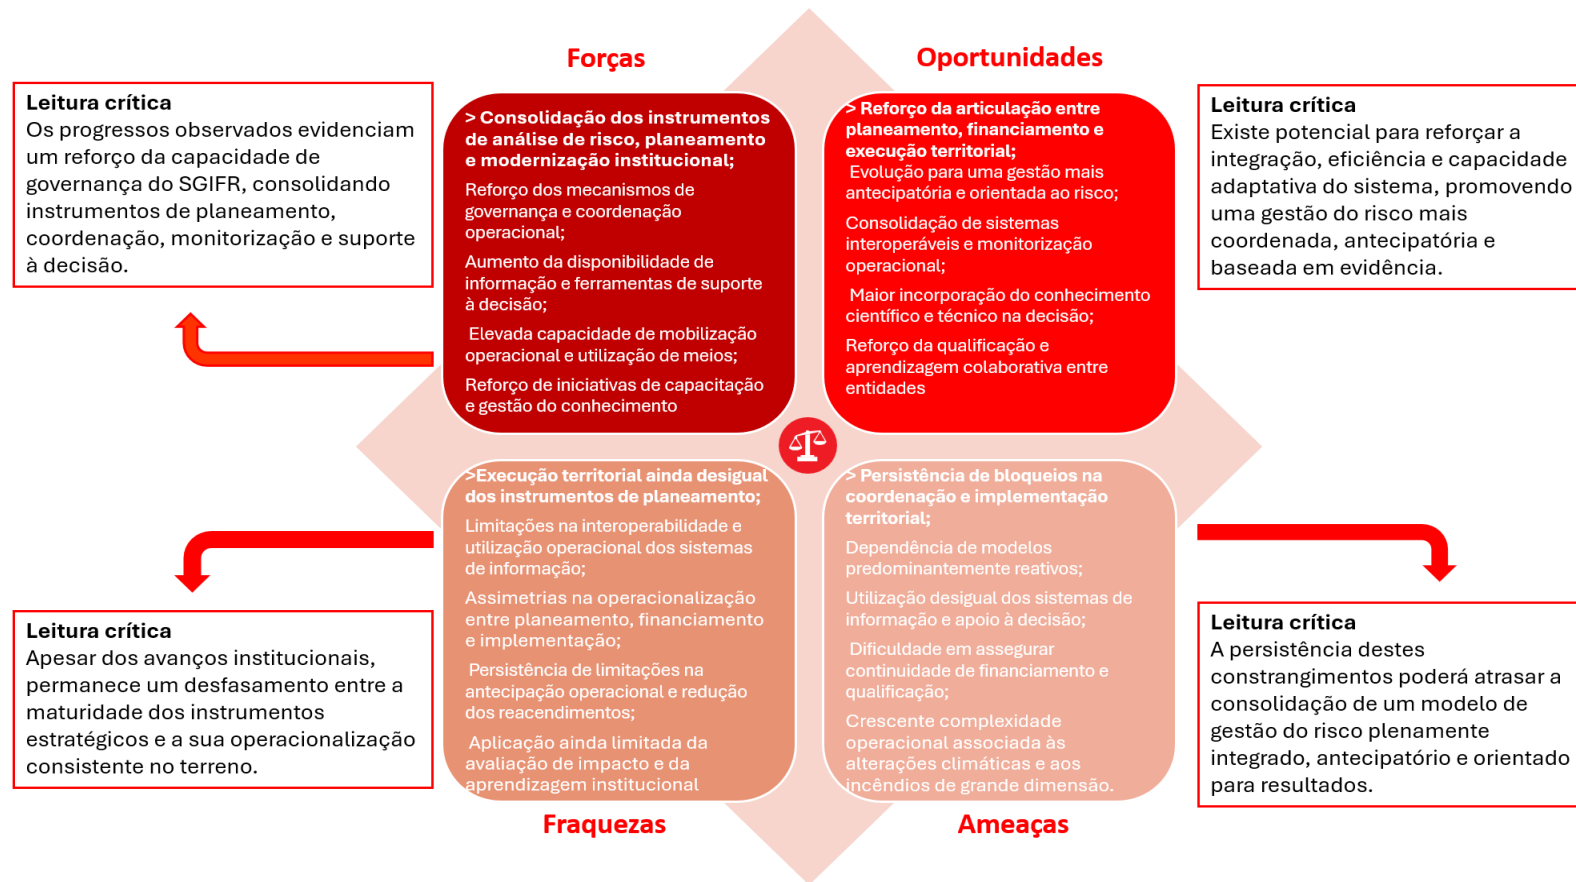 Forças
Oportunidades
Leitura crítica
Os progressos observados evidenciam
um reforço da capacidade de
governança do SGIFR, consolidando
instrumentos de planeamento,
coordenação, monitorização e suporte
à decisão.
> Consolidação dos instrumentos
de análise de risco, planeamento
e modernização institucional;
Reforço dos mecanismos de
governança e coordenação
operacional;
Aumento da disponibilidade de
informação e ferramentas de suporte
à decisão;
Elevada capacidade de mobilização
operacional e utilização de meios;
Reforço de iniciativas de capacitação
e gestão do conhecimento
> Reforço da articulação entre
planeamento, financiamento e
execução territorial;
Evolução para uma gestão mais
antecipatória e orientada ao risco;
Consolidação de sistemas
interoperáveis e monitorização
operacional;
Maior incorporação do conhecimento
científico e técnico na decisão;
Reforço da qualificação e
aprendizagem colaborativa entre
entidades
Leitura crítica
Existe potencial para reforçar a
integração, eficiência e capacidade
adaptativa do sistema, promovendo
uma gestão do risco mais
coordenada, antecipatória e
baseada em evidência.
Leitura crítica
Apesar dos avanços institucionais,
permanece um desfasamento entre a
maturidade dos instrumentos
estratégicos e a sua operacionalização
consistente no terreno.
>Execução territorial ainda desigual
dos instrumentos de planeamento;
Limitações na interoperabilidade e
utilização operacional dos sistemas
de informação;
Assimetrias na operacionalização
entre planeamento, financiamento
e implementação;
Persistência de limitações na
antecipação operacional e redução
dos reacendimentos;
Aplicação ainda limitada da
avaliação de impacto e da
aprendizagem institucional
> Persistência de bloqueios na
coordenação e implementação
territorial;
Dependência de modelos
predominantemente reativos;
Utilização desigual dos sistemas de
informação e apoio à decisão;
Dificuldade em assegurar
continuidade de financiamento e
qualificação;
Crescente complexidade
operacional associada às
alterações climáticas e aos
incêndios de grande dimensão.
Leitura crítica
A persistência destes
constrangimentos poderá atrasar a
consolidação de um modelo de
gestão do risco plenamente
integrado, antecipatório e orientado
para resultados.
Fraquezas
Ameaças